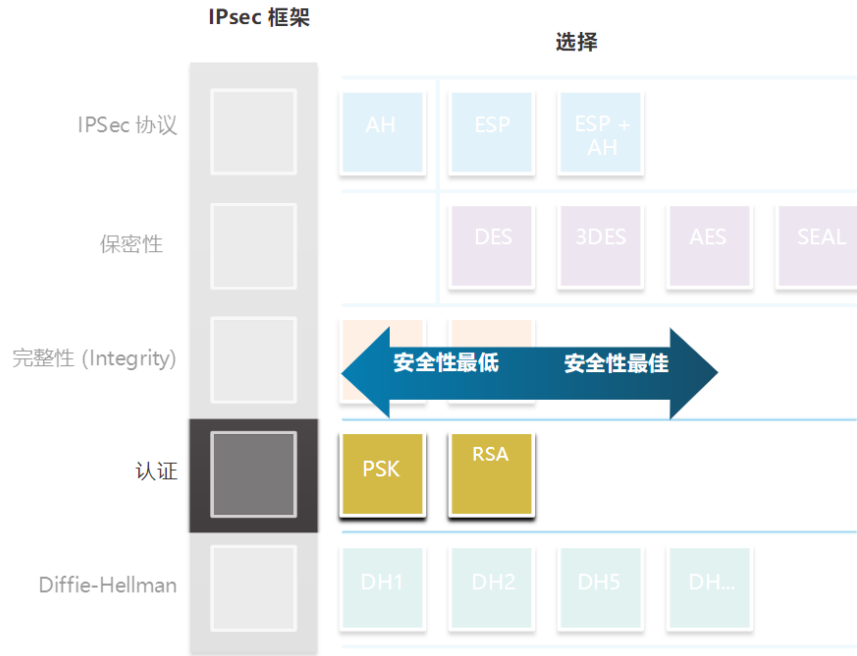 IPsec 框架
选择
IPSec 协议
AH
ESP
ESP +
AH
保密性
DES
3DES
AES
SEAL
完整性 (Integrity)
安全性最低
安全性最佳
认证
PSK
RSA
Diffie-Hellman
DH1
DH2
DH5
DH...